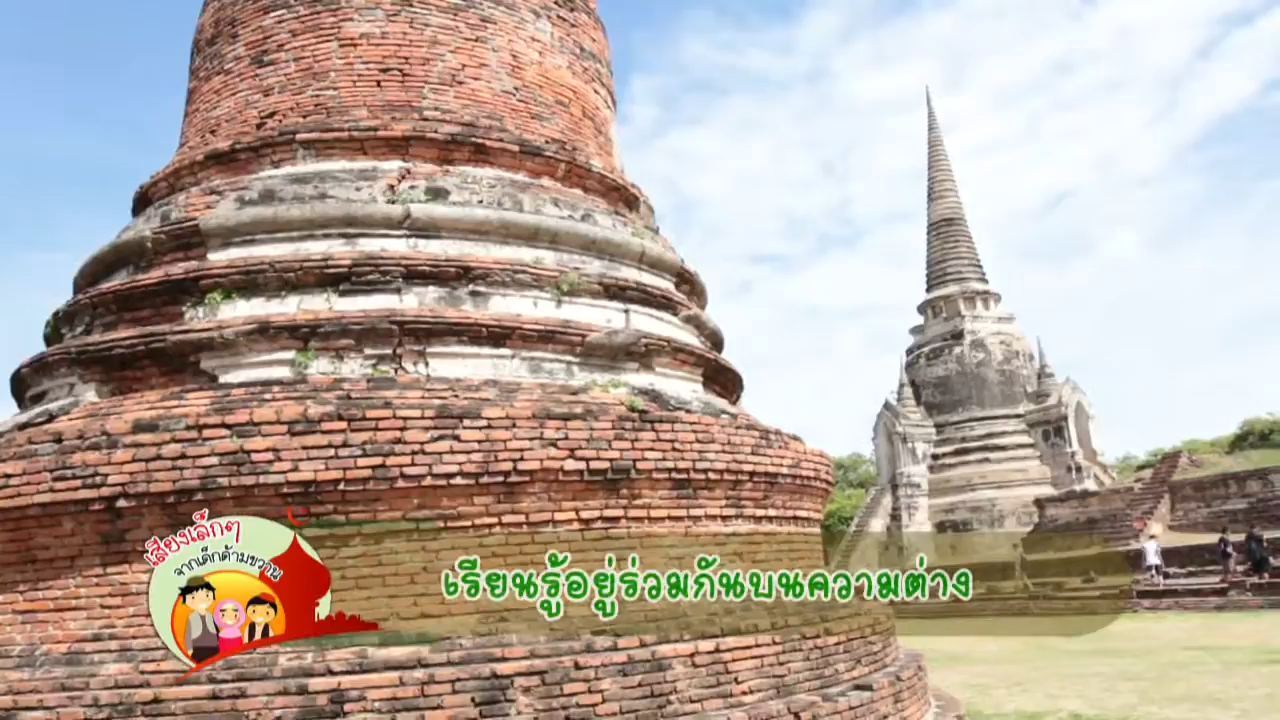 เสียงเล็กๆ
จากเด็กด้ามขวาน
เรียนรู้อยู่ร่วมกันบนความต่าง